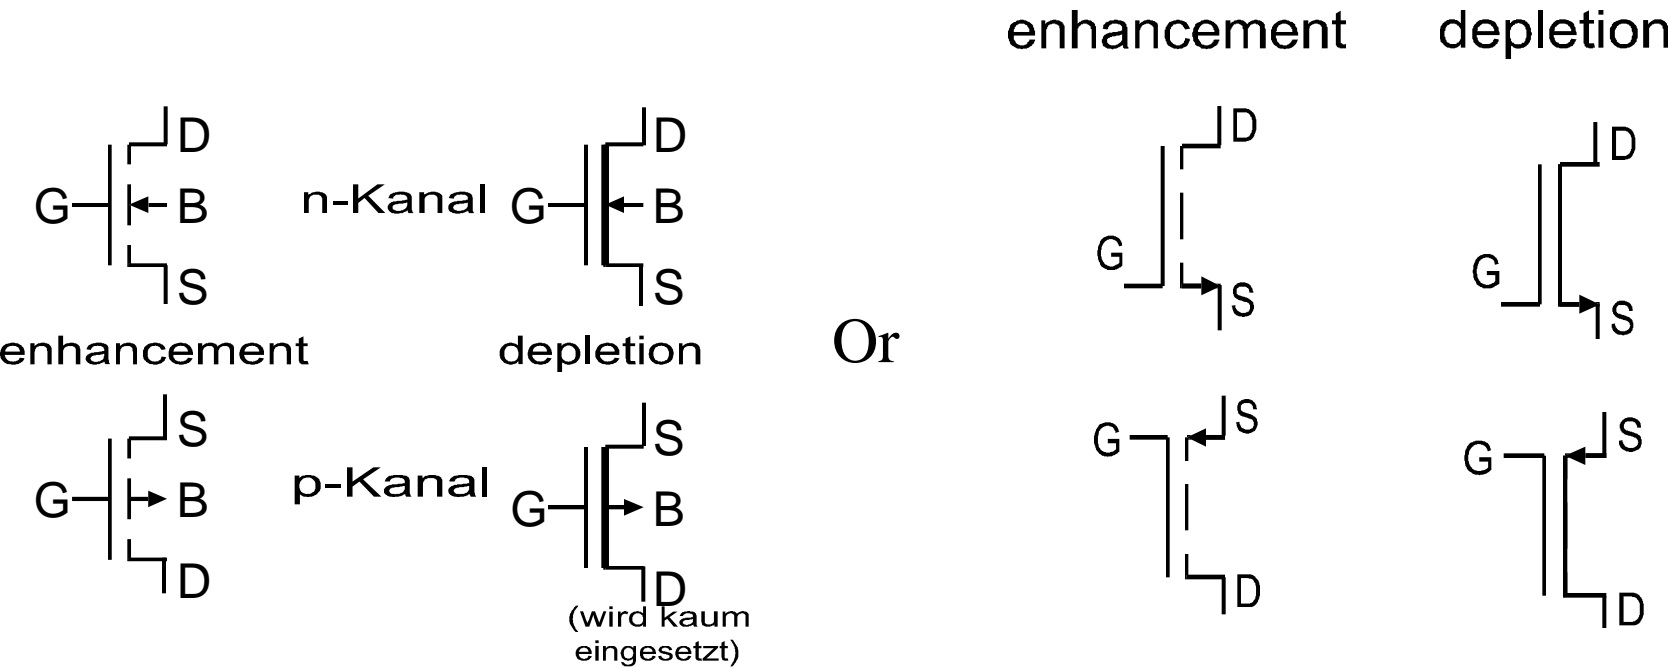 enhancement depletion
D D D D
G B n-Kanal G B
G G
S S S S
enhancement depletion Or
S S S S
G G
G B p-Kanal G B
D D D D
(wird kaum
eingesetzt)